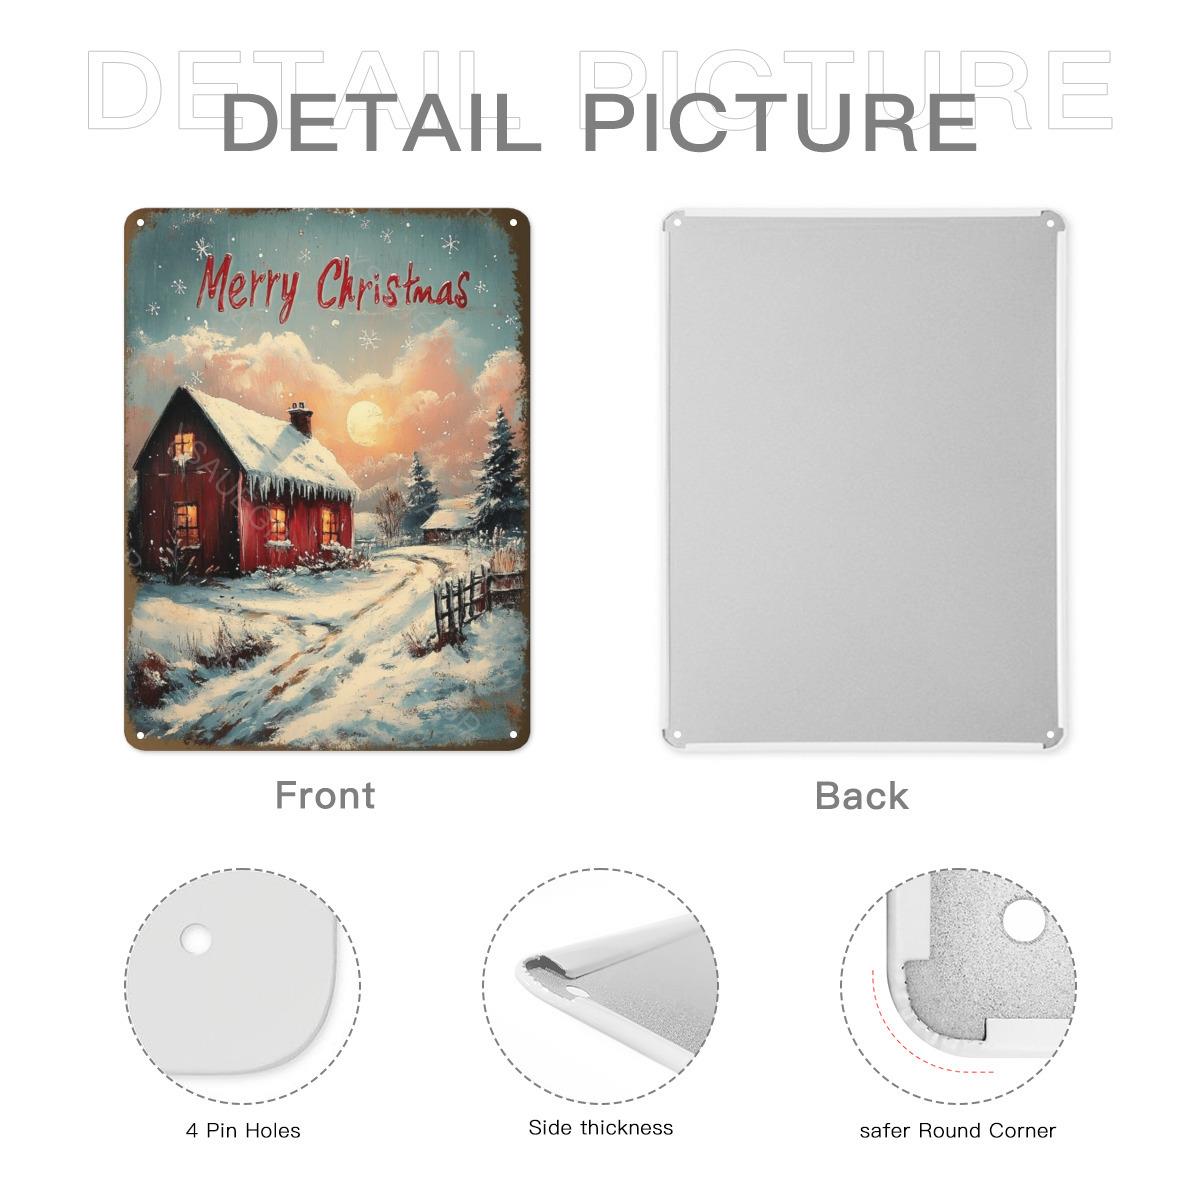 DETAIL PICTURE
DETAIL PICTURE
Merry Christmas
Front
Back
4 Pin Holes
Side thickness
safer Round Corner